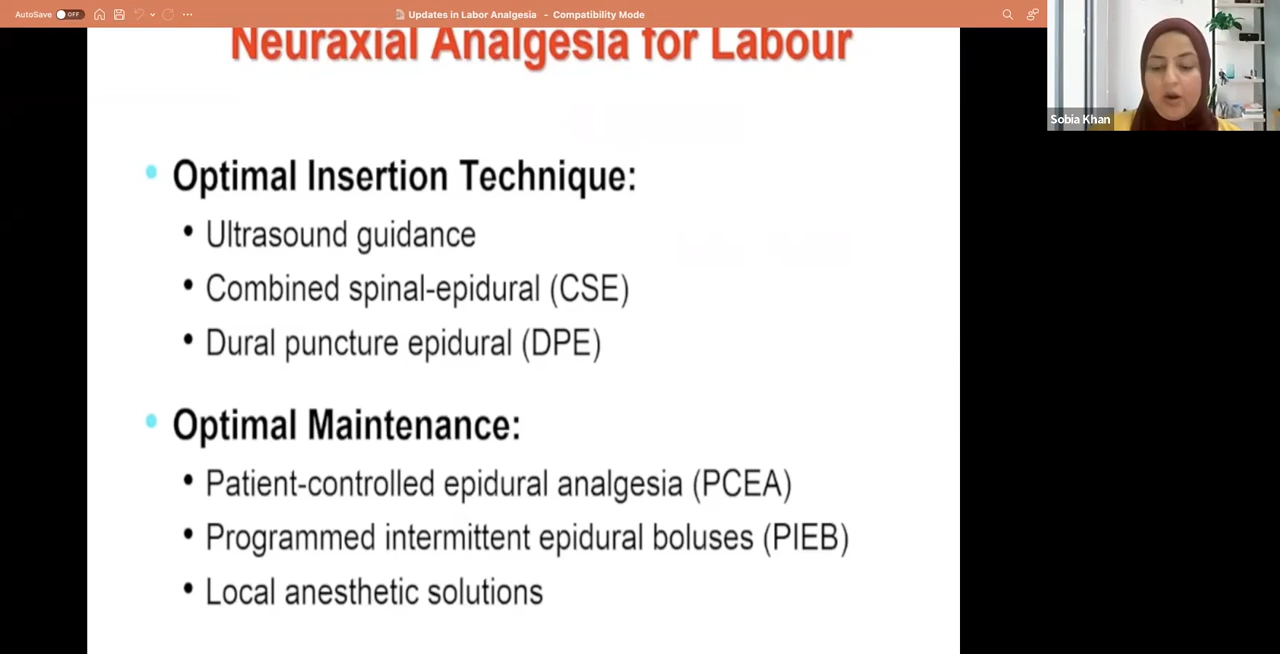 AutoSave OFF
Updates in Labor Analgesia - Compatibility Mode
Neuraxial Analgesia for Labour
Sobia Khan
• Optimal Insertion Technique:
• Ultrasound guidance
• Combined spinal-epidural (CSE)
• Dural puncture epidural (DPE)
• Optimal Maintenance:
• Patient-controlled epidural analgesia (PCEA)
• Programmed intermittent epidural boluses (PIEB)
• Local anesthetic solutions